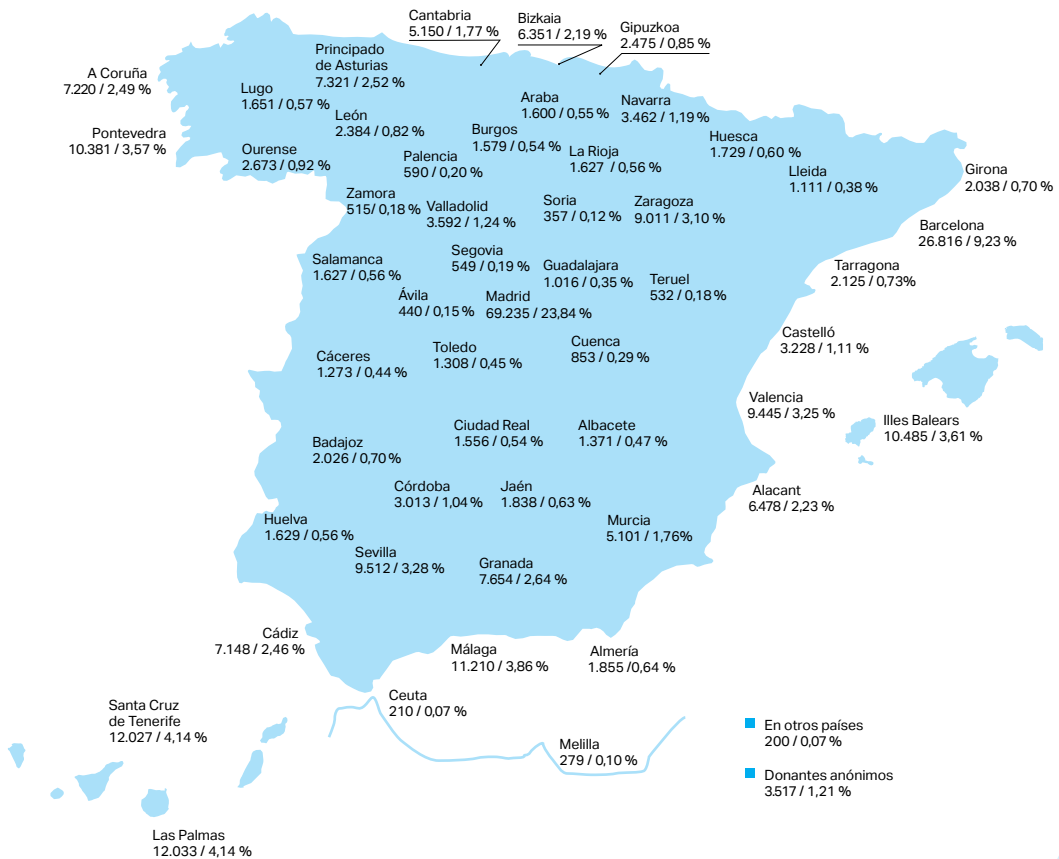 Cantabria
5.150 / 1,77 %
Bizkaia
6.351 / 2,19 %
Gipuzkoa
2.475 / 0,85 %
Principado
de Asturias
7.321 / 2,52 %
A Coruña
7.220 / 2,49 %
Lugo
1.651 / 0,57 %
León
2.384 / 0,82 %
Araba
1.600 / 0,55 %
Navarra
3.462 / 1,19 %
Burgos
1.579 / 0,54 %
Huesca
1.729 / 0,60 %
Pontevedra
10.381 / 3,57 %
Ourense
2.673 / 0,92 %
Palencia
590 / 0,20 %
La Rioja
1.627 / 0,56 %
Lleida
1.111 / 0,38 %
Girona
2.038 / 0,70 %
Zamora
515/ 0,18 %
Valladolid
3.592 / 1,24 %
Soria
357 / 0,12 %
Zaragoza
9.011 / 3,10 %
Barcelona
26.816 / 9,23 %
Salamanca
1.627 / 0,56 %
Segovia
549 / 0,19 %
Guadalajara
1.016 / 0,35 %
Teruel
532 / 0,18 %
Tarragona
2.125 / 0,73%
Ávila
440 / 0,15 %
Madrid
69.235 / 23,84 %
Castelló
3.228 / 1,11 %
Cáceres
1.273 / 0,44 %
Toledo
1.308 / 0,45 %
Cuenca
853 / 0,29 %
Valencia
9.445 / 3,25 %
Illes Balears
10.485 / 3,61 %
Badajoz
2.026 / 0,70 %
Ciudad Real
1.556 / 0,54 %
Albacete
1.371 / 0,47 %
Córdoba
3.013 / 1,04 %
Jaén
1.838 / 0,63 %
Alacant
6.478 / 2,23 %
Huelva
1.629 / 0,56 %
Sevilla
9.512 / 3,28 %
Granada
7.654 / 2,64 %
Murcia
5.101 / 1,76%
Cádiz
7.148 / 2,46 %
Málaga
11.210 / 3,86 %
Almería
1.855 /0,64 %
Ceuta
210 / 0,07 %
Melilla
279 / 0,10 %
Santa Cruz
de Tenerife
12.027 / 4,14 %
Las Palmas
12.033 / 4,14 %
En otros países
200 / 0,07 %
Donantes anónimos
3.517 / 1,21 %